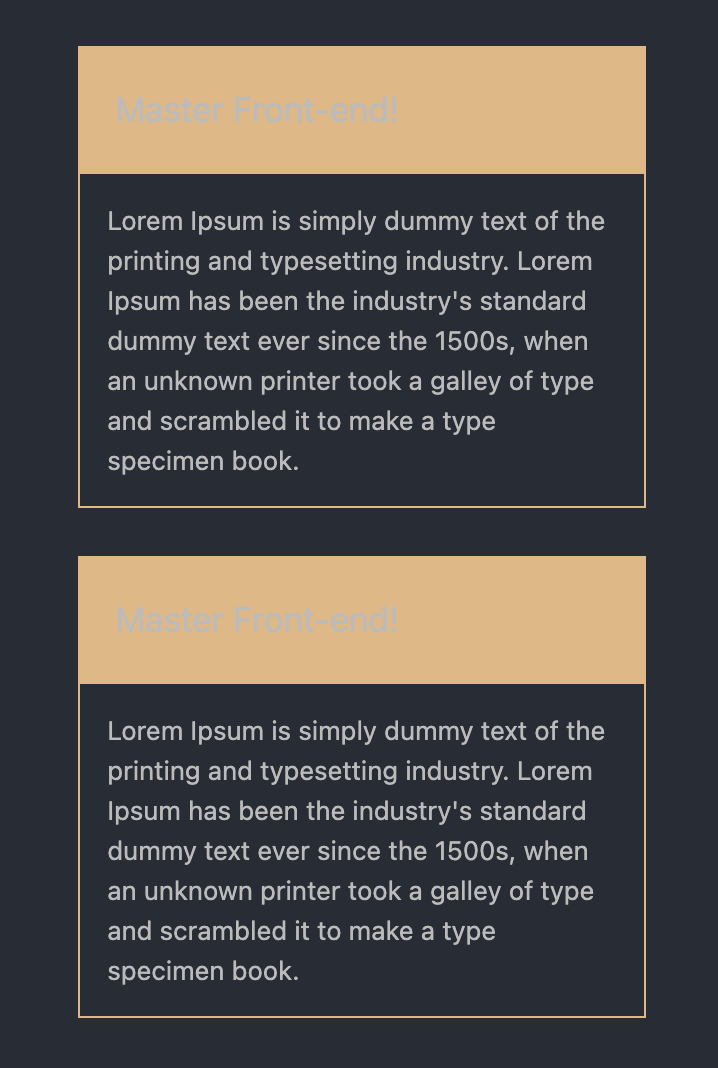 Master Front-end!
Lorem Ipsum is simply dummy text of the
printing and typesetting industry. Lorem
Ipsum has been the industry's standard
dummy text ever since the 1500s, when
an unknown printer took a galley of type
and scrambled it to make a type
specimen book.
Master Front-end!
Lorem Ipsum is simply dummy text of the
printing and typesetting industry. Lorem
Ipsum has been the industry's standard
dummy text ever since the 1500s, when
an unknown printer took a galley of type
and scrambled it to make a type
specimen book.